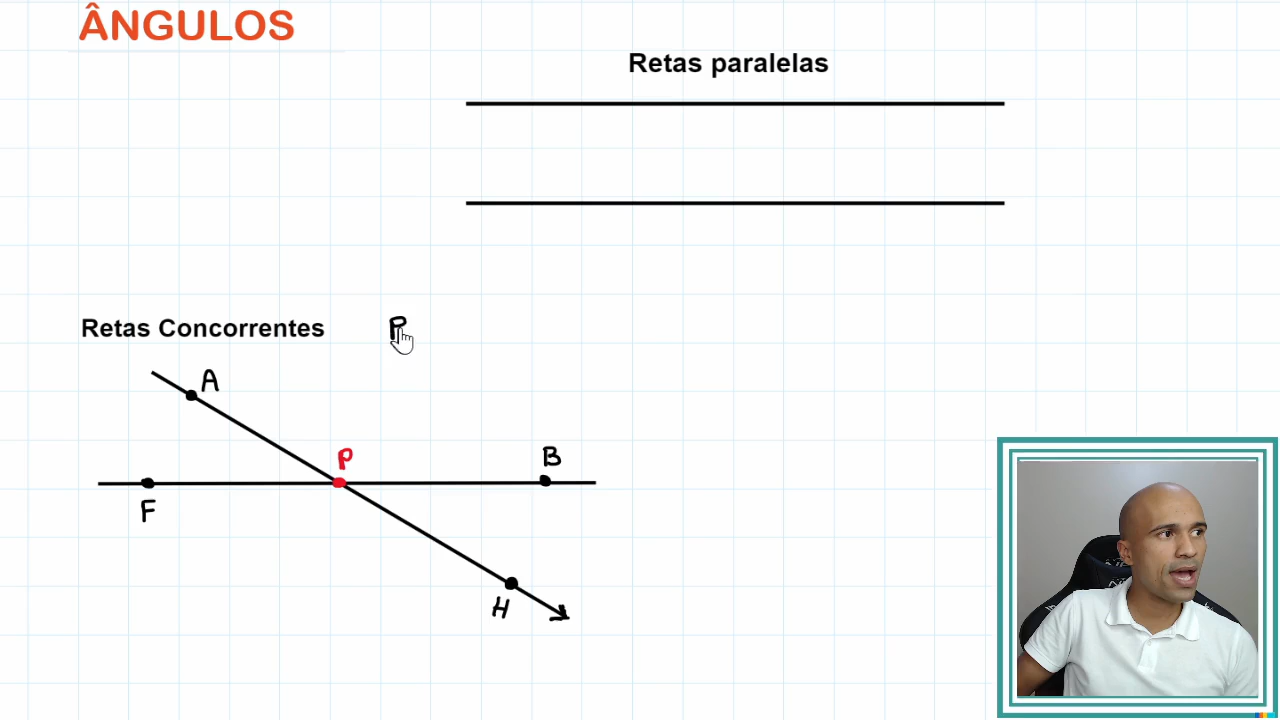 ÂNGULOS
Retas paralelas
Retas Concorrentes
P
A
P
B
F
H